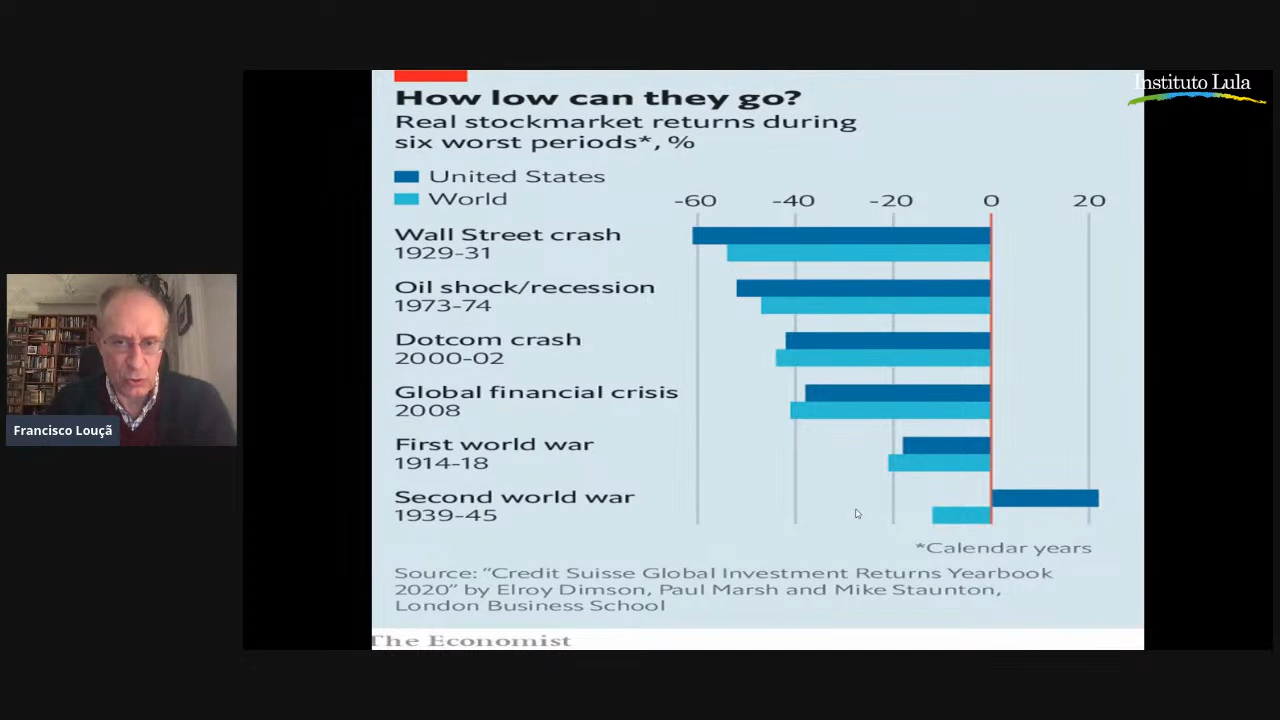 Instituto Lula
How low can they go?
Real stockmarket returns during
six worst periods*, %
United States
World
-60 -40 -20 0 20
Wall Street crash
1929-31
Oil shock/recession
1973-74
Dotcom crash
2000-02
Global financial crisis
2008
First world war
1914-18
Second world war
1939-45
*Calendar years
Source: “Credit Suisse Global Investment Returns Yearbook
2020” by Elroy Dimson, Paul Marsh and Mike Staunton,
London Business School
The Economist
Francisco Louçã